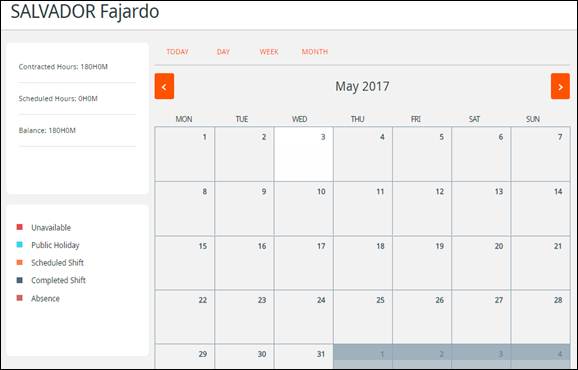 SALVADOR Fajardo
Contracted Hours: 180H0M
Scheduled Hours: 0H0M
Balance: 180H0M
Unavailable
Public Holiday
Scheduled Shift
Completed Shift
Absence
TODAY DAY WEEK MONTH
May 2017
MON TUE WED THU FRI SAT SUN
1 2 3 4 5 6 7
8 9 10 11 12 13 14
15 16 17 18 19 20 21
22 23 24 25 26 27 28
29 30 31 1 2 3 4